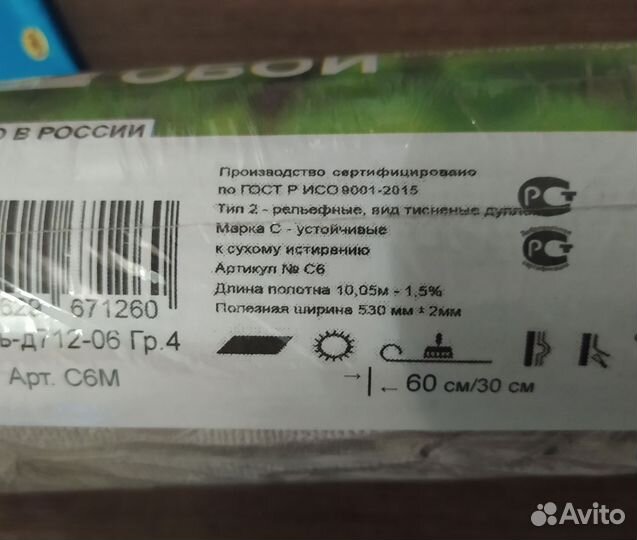 ОБОИ
О В РОССИИ
Производство сертифицировано
по ГОСТ Р ИСО 9001-2015
Тип 2 - рельефные, вид тисненые дупле
Марка С - устойчивые
к сухому истиранию
Артикул № С6
Длина полотна 10,05м - 1,5%
Полезная ширина 530 мм ± 2мм
671260
ь-д712-06 Гр.4
Арт. С6М
60 см/30 см
Avito